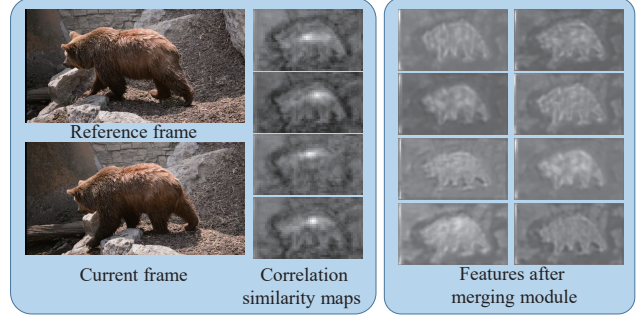 Reference frame
Current frame
Correlation
similarity maps
Features after
merging module